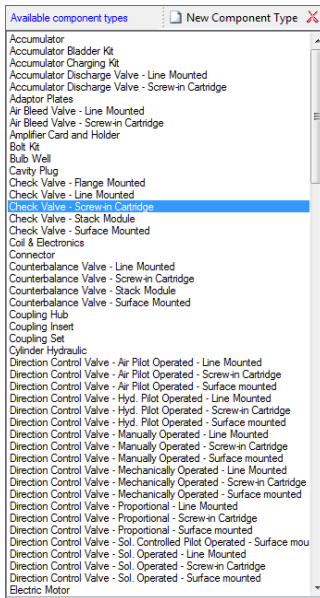 Available component types
New Component Type
Accumulator
Accumulator Bladder Kit
Accumulator Charging Kit
Accumulator Discharge Valve - Line Mounted
Accumulator Discharge Valve - Screw-in Cartridge
Adaptor Plates
Air Bleed Valve - Line Mounted
Air Bleed Valve - Screw-in Cartridge
Amplifier Card and Holder
Bolt Kit
Bulb Well
Cavity Plug
Check Valve - Flange Mounted
Check Valve - Line Mounted
Check Valve - Screw-in Cartridge
Check Valve - Stack Module
Check Valve - Surface Mounted
Coil & Electronics
Connector
Counterbalance Valve - Line Mounted
Counterbalance Valve - Screw-in Cartridge
Counterbalance Valve - Stack Module
Counterbalance Valve - Surface Mounted
Coupling Hub
Coupling Insert
Coupling Set
Cylinder Hydraulic
Direction Control Valve - Air Pilot Operated - Line Mounted
Direction Control Valve - Air Pilot Operated - Screw-in Cartridge
Direction Control Valve - Air Pilot Operated - Surface mounted
Direction Control Valve - Hyd. Pilot Operated - Line Mounted
Direction Control Valve - Hyd. Pilot Operated - Screw-in Cartridge
Direction Control Valve - Hyd. Pilot Operated - Surface mounted
Direction Control Valve - Manually Operated - Line Mounted
Direction Control Valve - Manually Operated - Screw-in Cartridge
Direction Control Valve - Manually Operated - Surface mounted
Direction Control Valve - Mechanically Operated - Line Mounted
Direction Control Valve - Mechanically Operated - Screw-in Cartridge
Direction Control Valve - Mechanically Operated - Surface mounted
Direction Control Valve - Proportional - Line Mounted
Direction Control Valve - Proportional - Screw-in Cartridge
Direction Control Valve - Proportional - Surface mounted
Direction Control Valve - Sol. Controlled Pilot Operated - Surface mou
Direction Control Valve - Sol. Operated - Line Mounted
Direction Control Valve - Sol. Operated - Screw-in Cartridge
Direction Control Valve - Sol. Operated - Surface mounted
Electric Motor